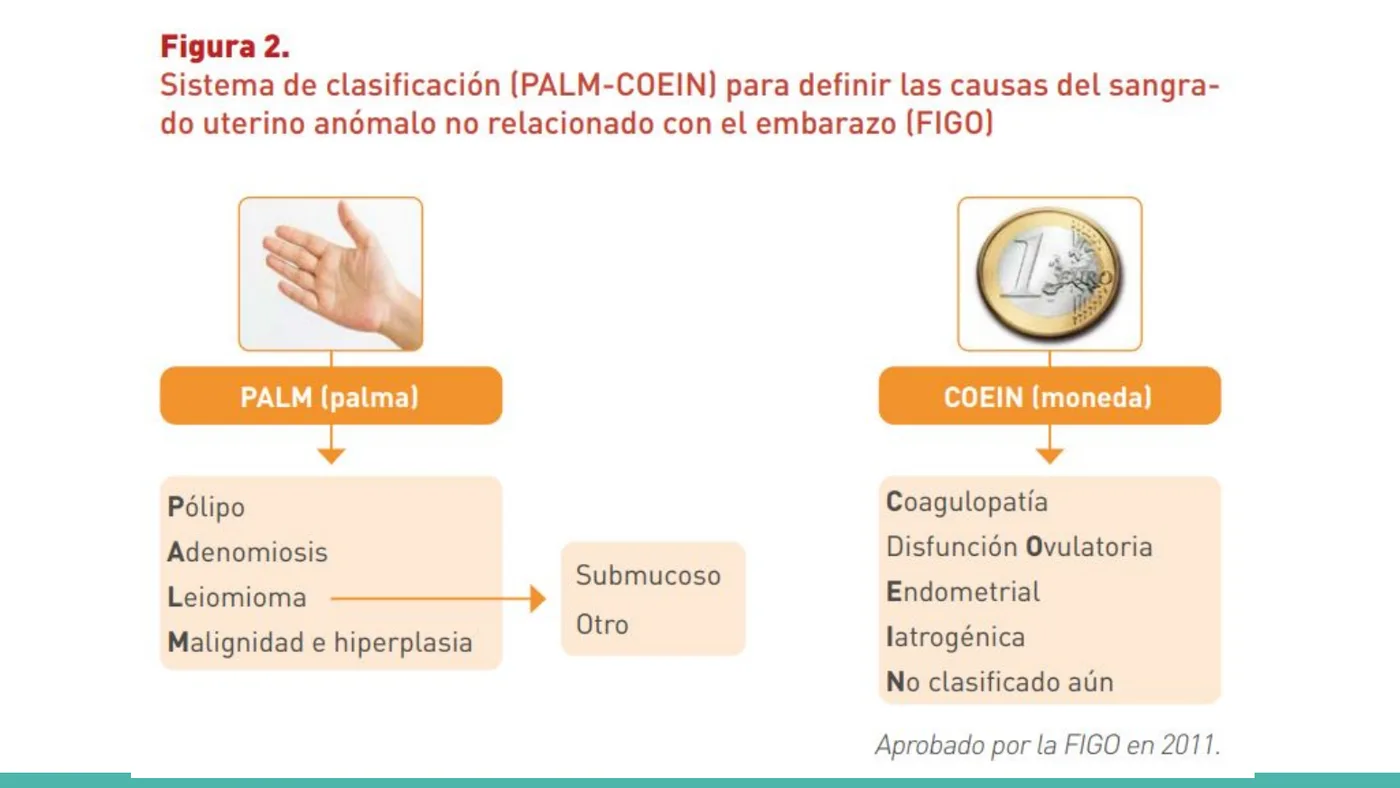 Figura 2.
Sistema de clasificación (PALM-COEIN) para definir las causas del sangra-
do uterino anómalo no relacionado con el embarazo (FIGO)
1 EURO
PALM (palma)
COEIN (moneda)
Pólipo
Adenomiosis
Leiomioma
Malignidad e hiperplasia
Submucoso
Otro
Coagulopatía
Disfunción Ovulatoria
Endometrial
Iatrogénica
No clasificado aún
Aprobado por la FIGO en 2011.